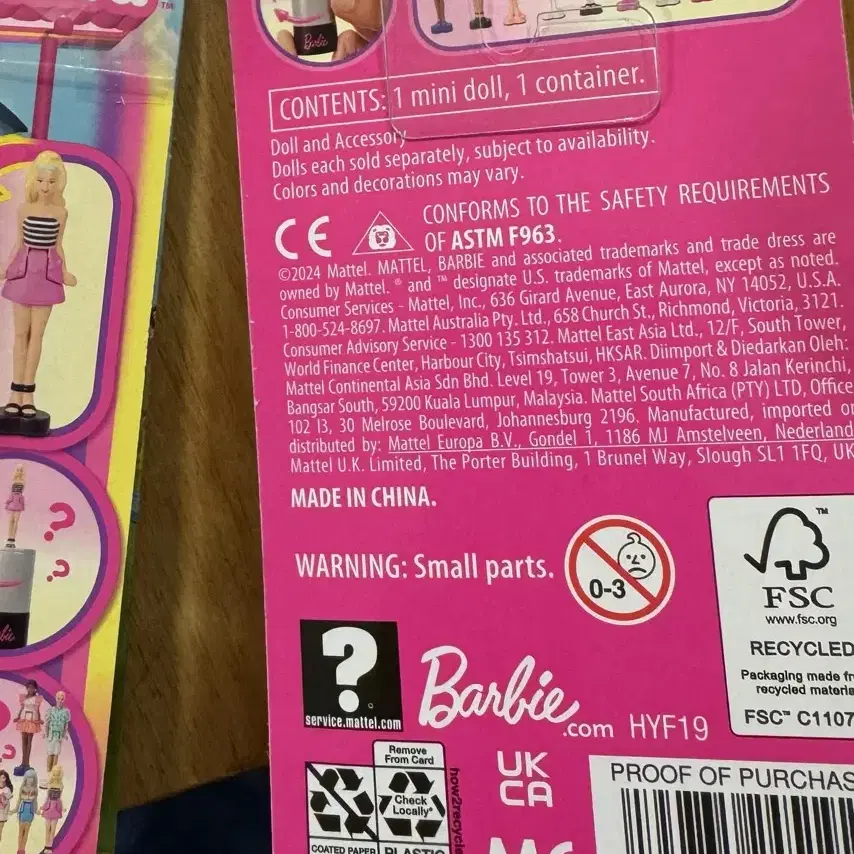 TM
Barbie
CONTENTS: 1 mini doll, 1 container.
Doll and Accessory
Dolls each sold separately, subject to availability.
Colors and decorations may vary.
CE
CONFORMS TO THE SAFETY REQUIREMENTS
OF ASTM F963.
©2024 Mattel. MATTEL, BARBIE and associated trademarks and trade dress are
owned by Mattel. ® and ™ designate U.S. trademarks of Mattel, except as noted.
Consumer Services - Mattel, Inc., 636 Girard Avenue, East Aurora, NY 14052, U.S.A.
1-800-524-8697. Mattel Australia Pty. Ltd., 658 Church St., Richmond, Victoria, 3121.
Consumer Advisory Service - 1300 135 312. Mattel East Asia Ltd., 12/F, South Tower,
World Finance Center, Harbour City, Tsimshatsui, HKSAR. Diimport & Diedarkan Oleh:
Mattel Continental Asia Sdn Bhd. Level 19, Tower 3, Avenue 7, No. 8 Jalan Kerinchi,
Bangsar South, 59200 Kuala Lumpur, Malaysia. Mattel South Africa (PTY) LTD, Office
102 I3, 30 Melrose Boulevard, Johannesburg 2196. Manufactured, imported or
distributed by: Mattel Europa B.V., Gondel 1, 1186 MJ Amstelveen, Nederland
Mattel U.K. Limited, The Porter Building, 1 Brunel Way, Slough SL1 1FQ, UK
MADE IN CHINA.
WARNING: Small parts.
0-3
? ?
TM
FSC
www.fsc.org
RECYCLED
Packaging made
recycled
FSC™ C1107
?
service.mattel.com
Barbie.com HYF19
Remove
From Card
Check
Locally*
how2recycle
COATED PAPER
PLASTIC
UK
CA
PROOF OF PURCHAS